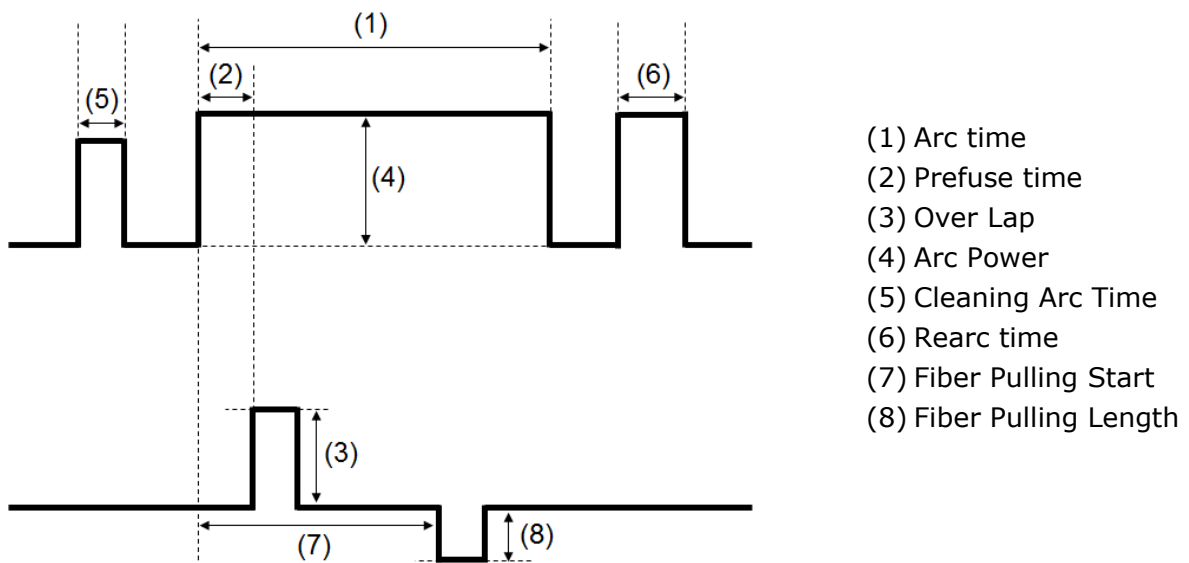 (1)
(2)
(6)
(5)
(4)
(3)
(7)
(8)
(1) Arc time
(2) Prefuse time
(3) Over Lap
(4) Arc Power
(5) Cleaning Arc Time
(6) Rearc time
(7) Fiber Pulling Start
(8) Fiber Pulling Length